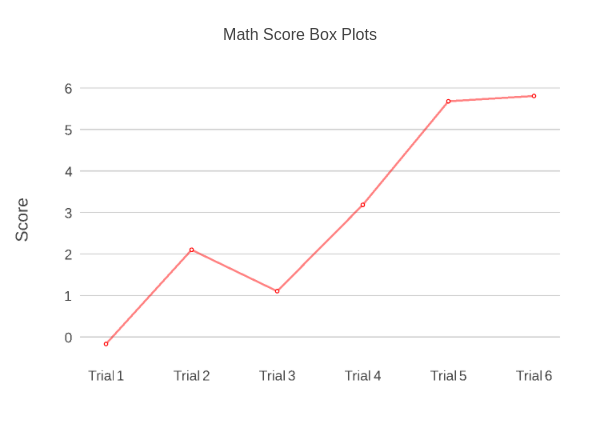 Math Score Box Plots
6
5
4
3
2
1
0
Score
Trial 1
Trial 2
Trial 3
Trial 4
Trial 5
Trial 6